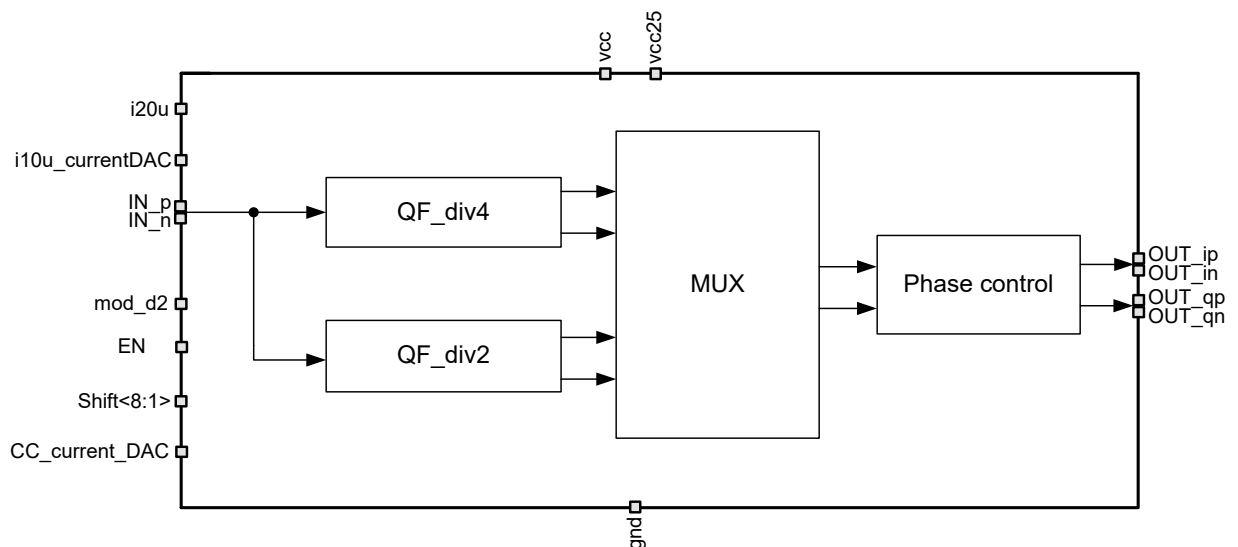 vcc
vcc25
i20u
i10u_currentDAC
IN_p
IN_n
mod_d2
EN
Shift<8:1>
CC_current_DAC
QF_div4
QF_div2
MUX
Phase control
OUT_ip
OUT_in
OUT_qp
OUT_qn
gnd